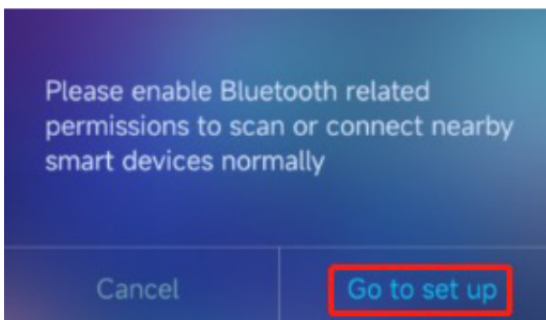 Please enable Bluetooth related
permissions to scan or connect nearby
smart devices normally
Cancel
Go to set up